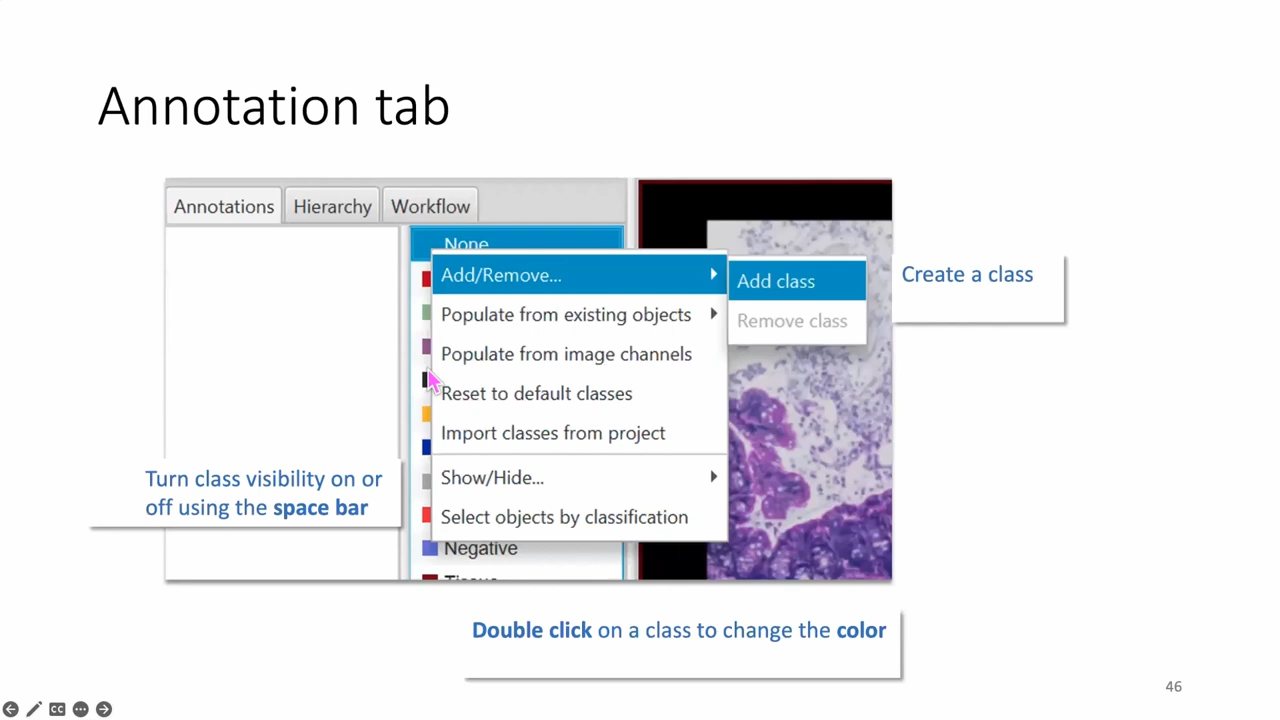 Annotation tab
Annotations Hierarchy Workflow
None
Add/Remove...
Add class
Create a class
Populate from existing objects
Remove class
Populate from image channels
Reset to default classes
Import classes from project
Turn class visibility on or
off using the space bar
Show/Hide...
Select objects by classification
Negative
Tissue
Double click on a class to change the color
46
CC